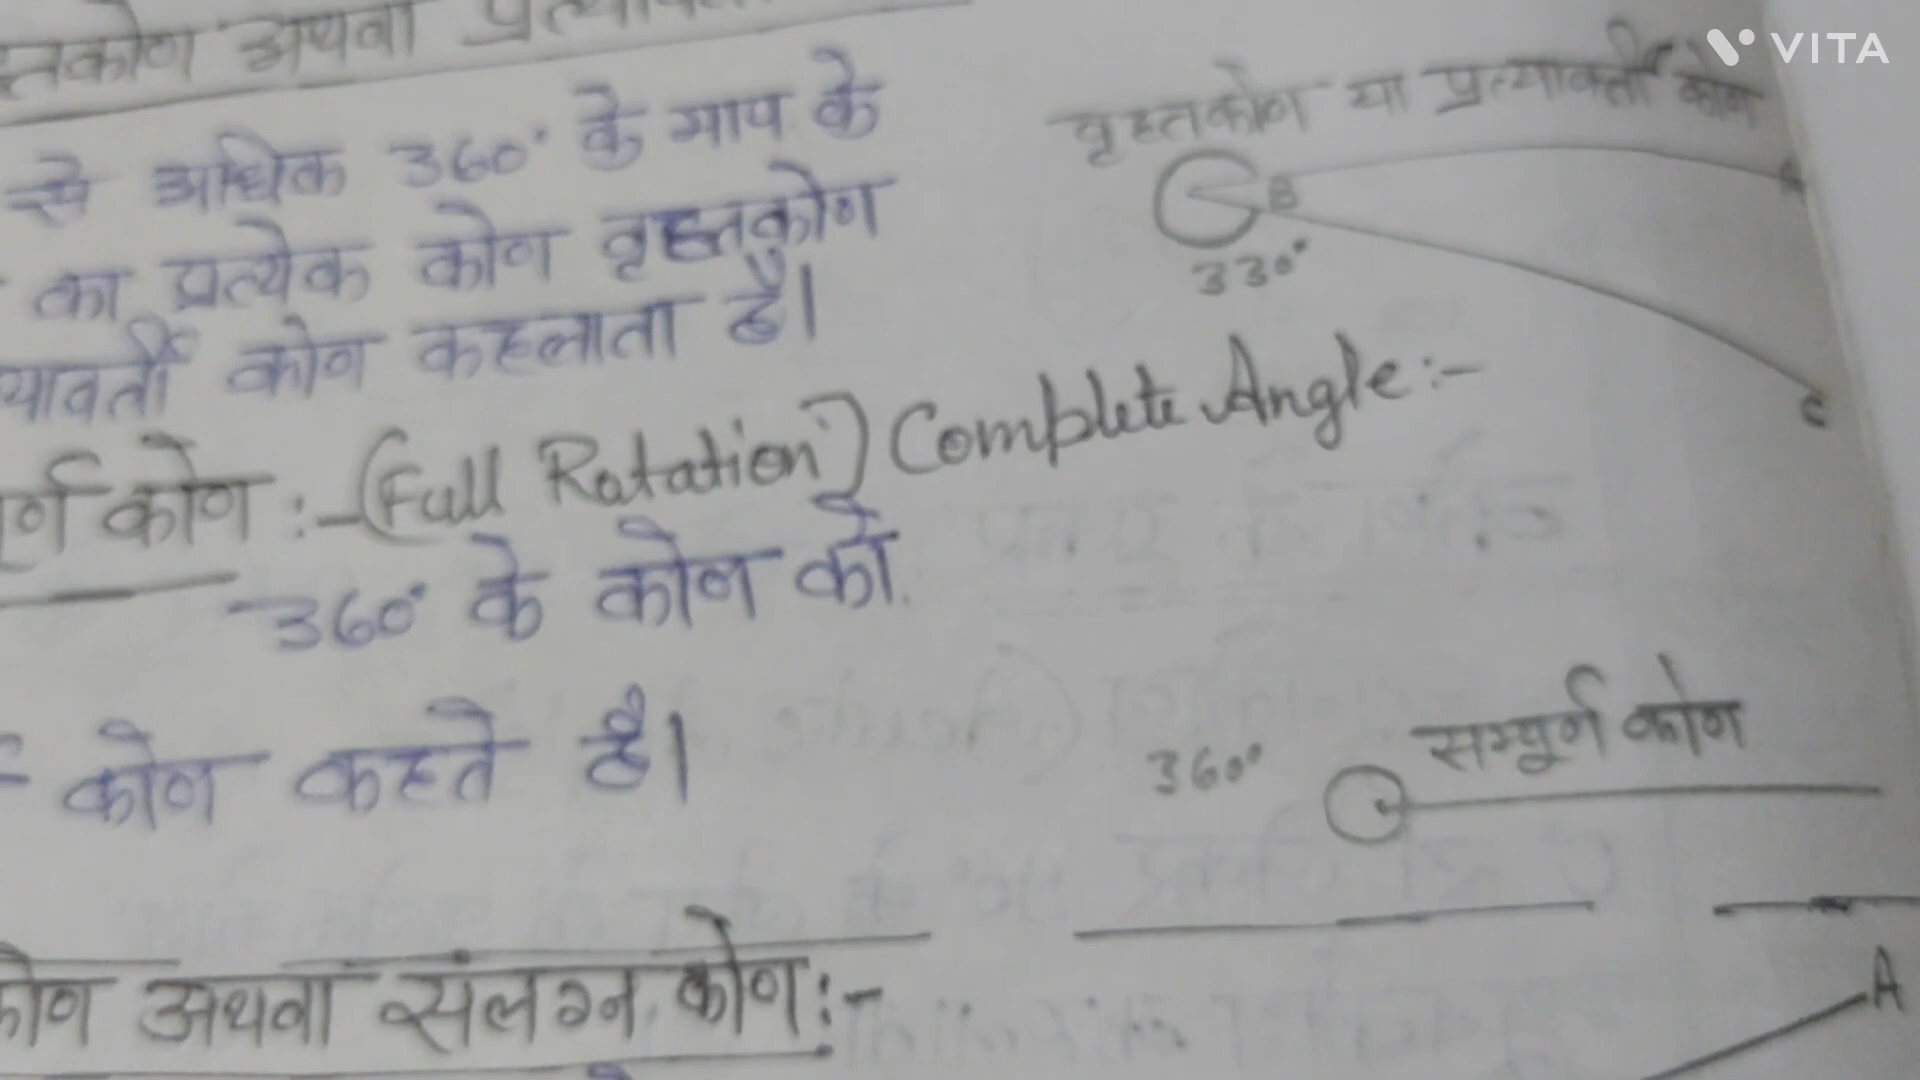 अथवा
VITA
वृहत्तकोण या प्रत्यावर्ती कोण
से अधिक 360° के माप के
का प्रत्येक कोण वृहत्तकोण
B
330°
कोण कहलाता है।
C
कोण :- (Full Rotation) Complete Angle :-
360° के कोण को
कोण कहते है।
360° सम्पूर्ण कोण
अथवा संलग्न कोण :-
A